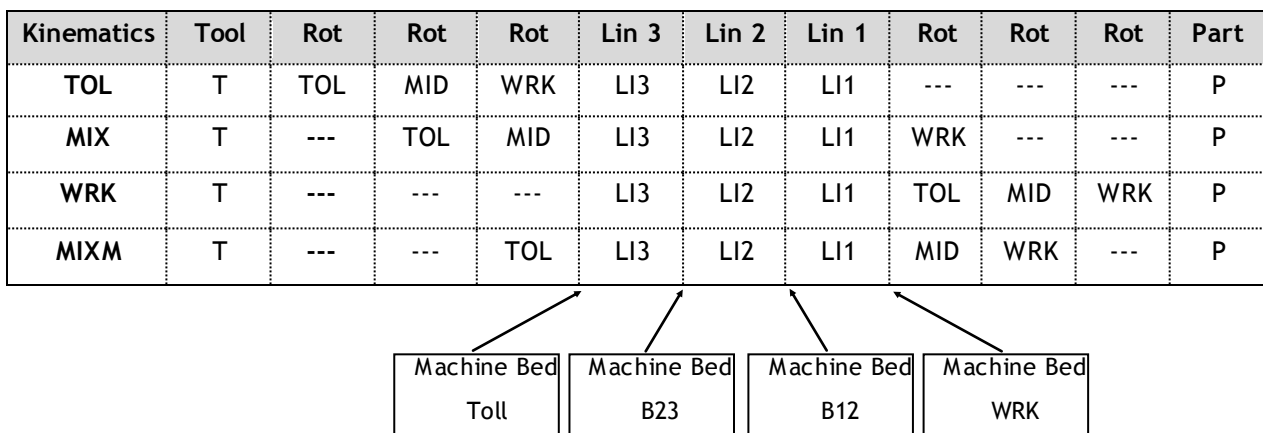 Kinematics Tool Rot Rot Rot Lin 3 Lin 2 Lin 1 Rot Rot Rot Part
TOL T TOL MID WRK LI3 LI2 LI1 --- --- --- P
MIX T --- TOL MID LI3 LI2 LI1 WRK --- --- P
WRK T --- --- --- LI3 LI2 LI1 TOL MID WRK P
MIXM T --- --- TOL LI3 LI2 LI1 MID WRK --- P
Machine Bed Machine Bed Machine Bed Machine Bed
Toll B23 B12 WRK